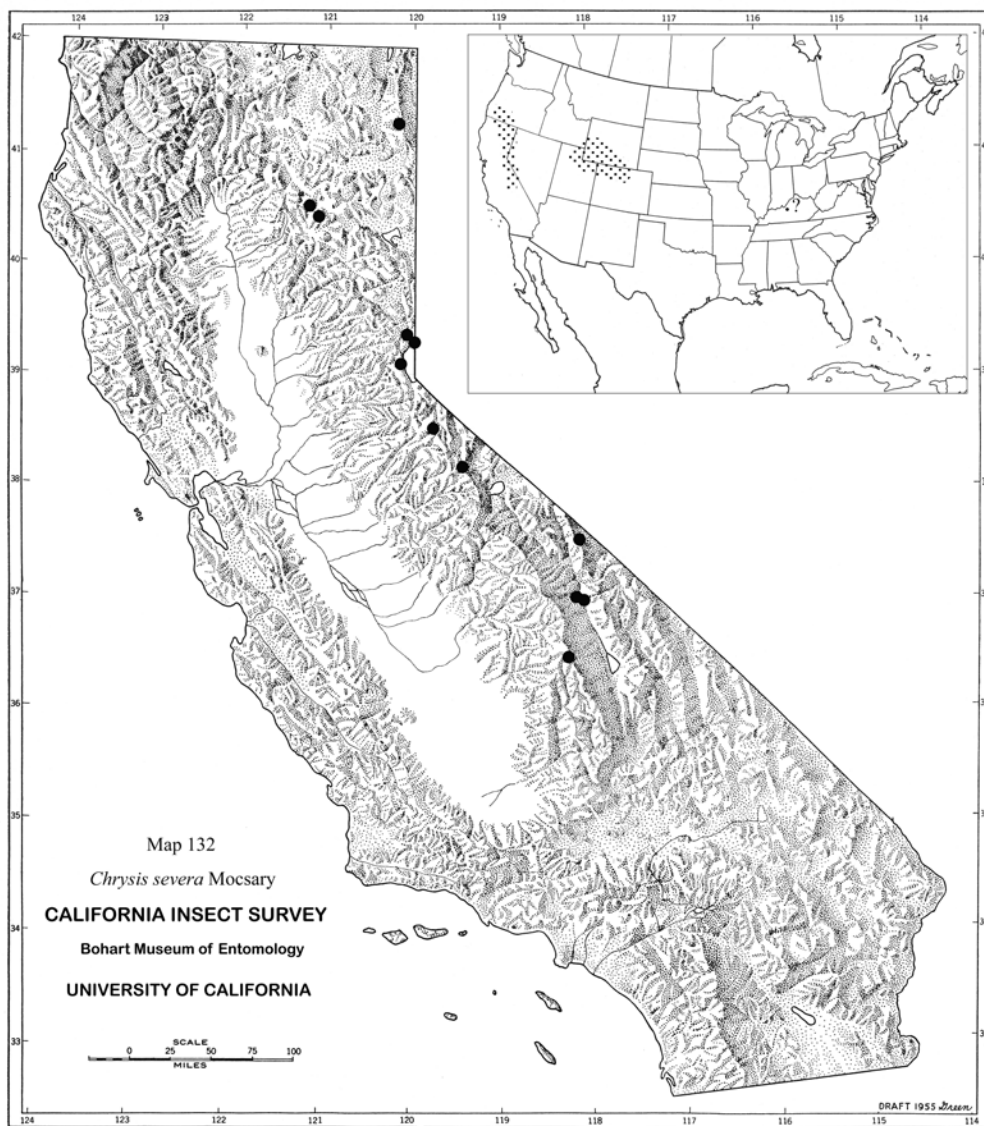 124 123 122 121 120 119 118 117 116 115 114
42
41
40
39
38
37
36
35
34
33
Map 132
Chrysis severa Mocsary
CALIFORNIA INSECT SURVEY
Bohart Museum of Entomology
UNIVERSITY OF CALIFORNIA
SCALE
0 25 50 75 100
MILES
? ?
DRAFT 1955 Green
124 123 122 121 120 119 118 117 116 115 114